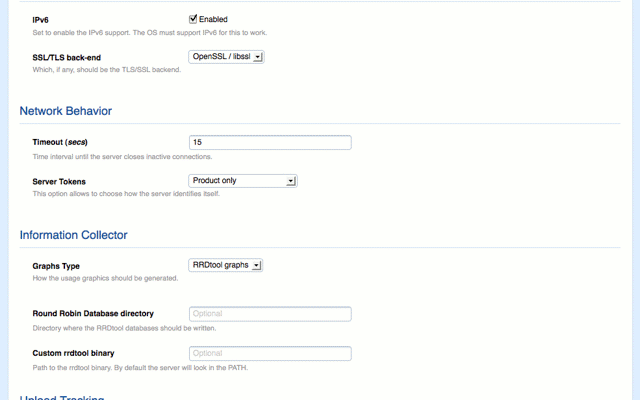 IPv6
Enabled
Set to enable the IPv6 support. The OS must support IPv6 for this to work.
SSL/TLS back-end
OpenSSL / libssl
Which, if any, should be the TLS/SSL backend.
Network Behavior
Timeout (secs)
15
Time interval until the server closes inactive connections.
Server Tokens
Product only
This option allows to choose how the server identifies itself.
Information Collector
Graphs Type
RRDtool graphs
How the usage graphics should be generated.
Round Robin Database directory
Optional
Directory where the RRDtool databases should be written.
Custom rrdtool binary
Optional
Path to the rrdtool binary. By default the server will look in the PATH.
Upload Tracking